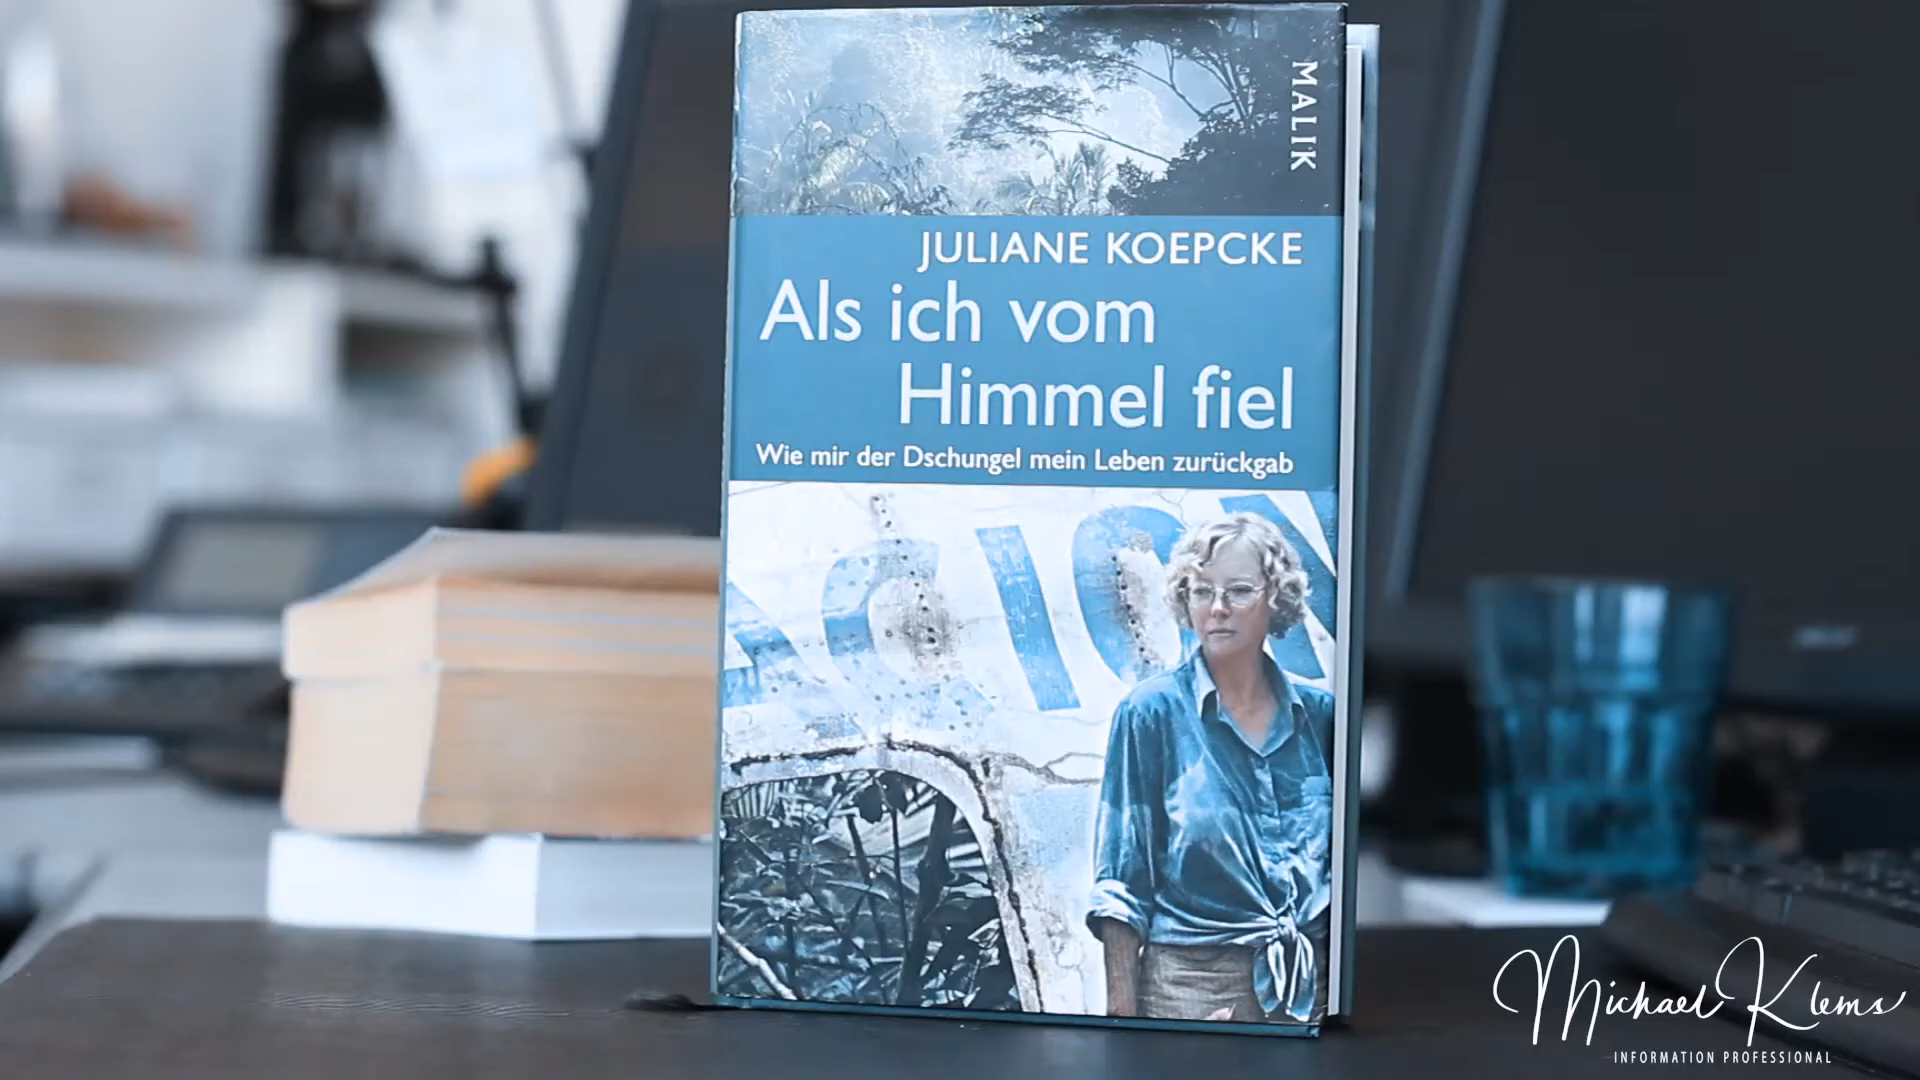 MALIK
JULIANE KOEPCKE
Als ich vom
Himmel fiel
Wie mir der Dschungel mein Leben zurückgab
Michael Klems
INFORMATION PROFESSIONAL